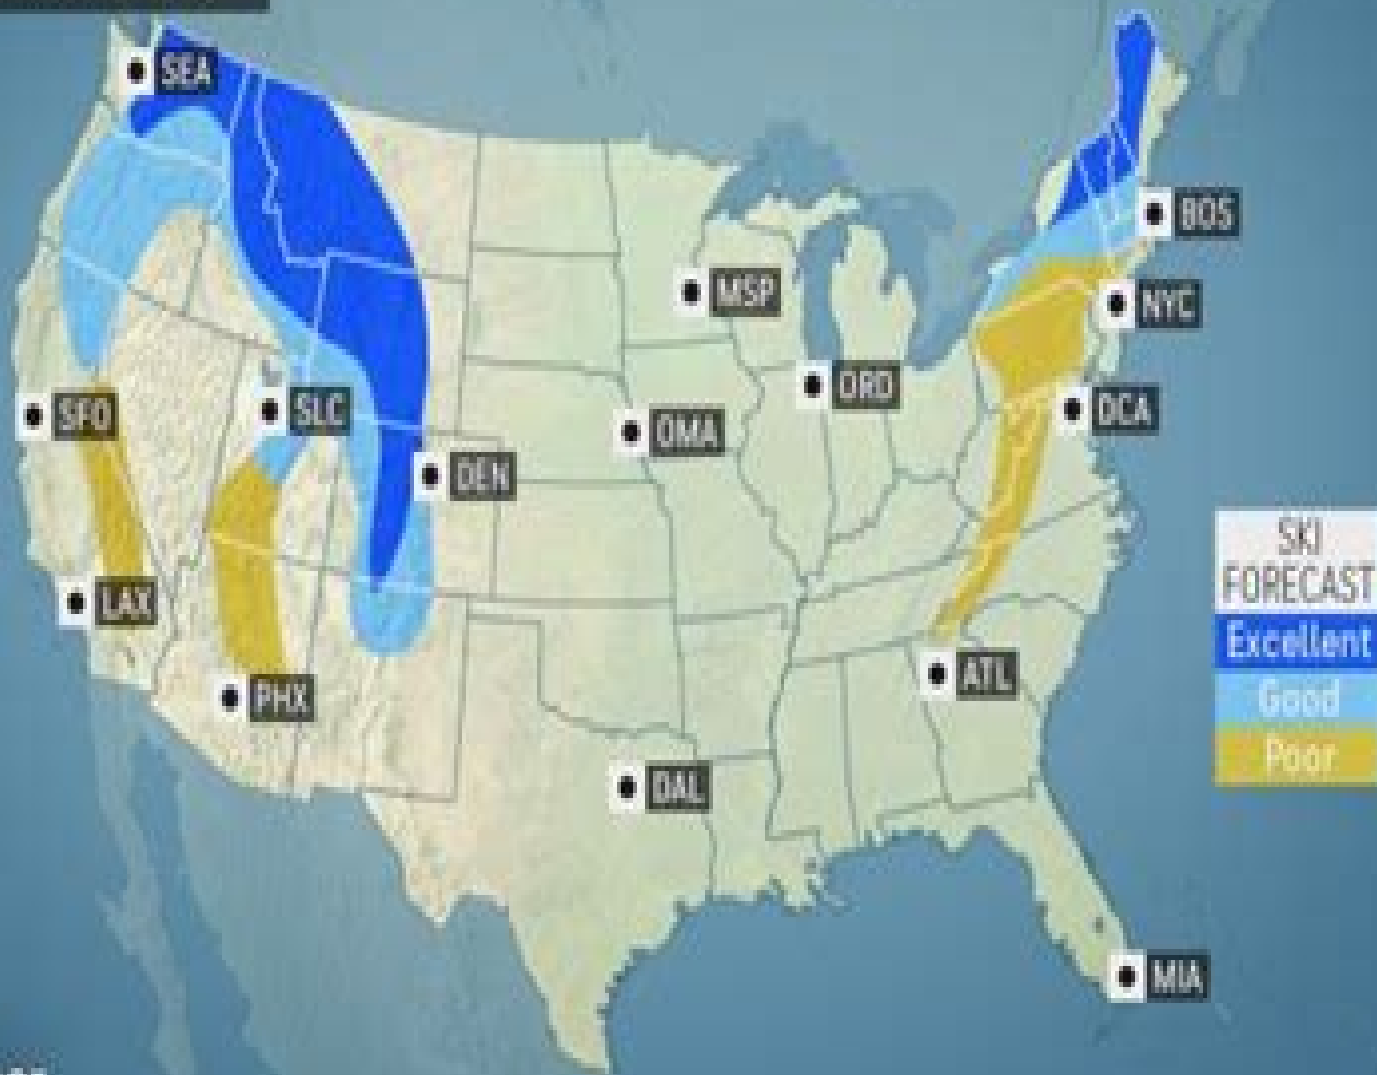 SEA
BOS
MSP
NYC
ORD
SFO
SLC
OMA
DCA
DEN
SKI
FORECAST
LAX
Excellent
ATL
PHX
Good
Poor
DAL
MIA